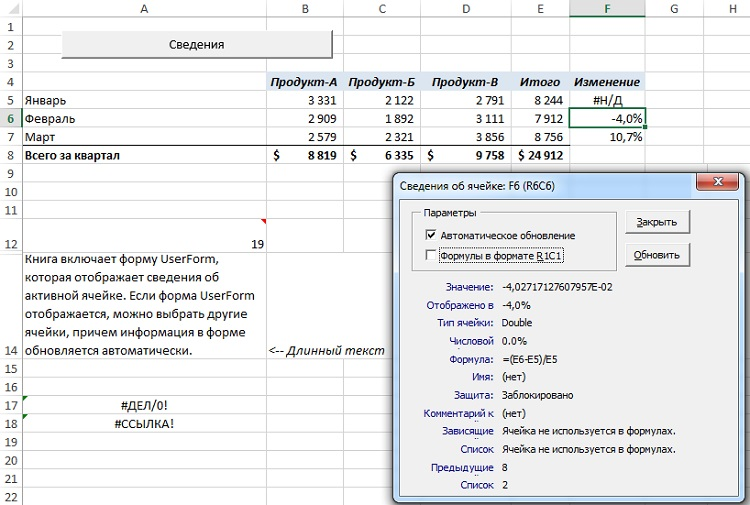 A B C D E F G H
1
2 Сведения
3
4 Продукт-А Продукт-Б Продукт-В Итого Изменение
5 Январь 3 331 2 122 2 791 8 244 #Н/Д
6 Февраль 2 909 1 892 3 111 7 912 -4,0%
7 Март 2 579 2 321 3 856 8 756 10,7%
8 Всего за квартал $ 8 819 $ 6 335 $ 9 758 $ 24 912
9
10
11
12 19
Книга включает форму UserForm,
которая отображает сведения об
активной ячейке. Если форма UserForm
отображается, можно выбрать другие
ячейки, причем информация в форме
14 обновляется автоматически. <-- Длинный текст
15
16
17 #ДЕЛ/0!
18 #ССЫЛКА!
19
20
21
22
Сведения об ячейке: F6 (R6C6)
Параметры
Автоматическое обновление
Формулы в формате R1C1
Закрыть
Обновить
Значение: -4,02717127607957E-02
Отображено в -4,0%
Тип ячейки: Double
Числовой 0.0%
Формула: =(E6-E5)/E5
Имя: (нет)
Защита: Заблокировано
Комментарий к (нет)
Зависящие Ячейка не используется в формулах.
Список Ячейка не используется в формулах.
Предыдущие 8
Список 2